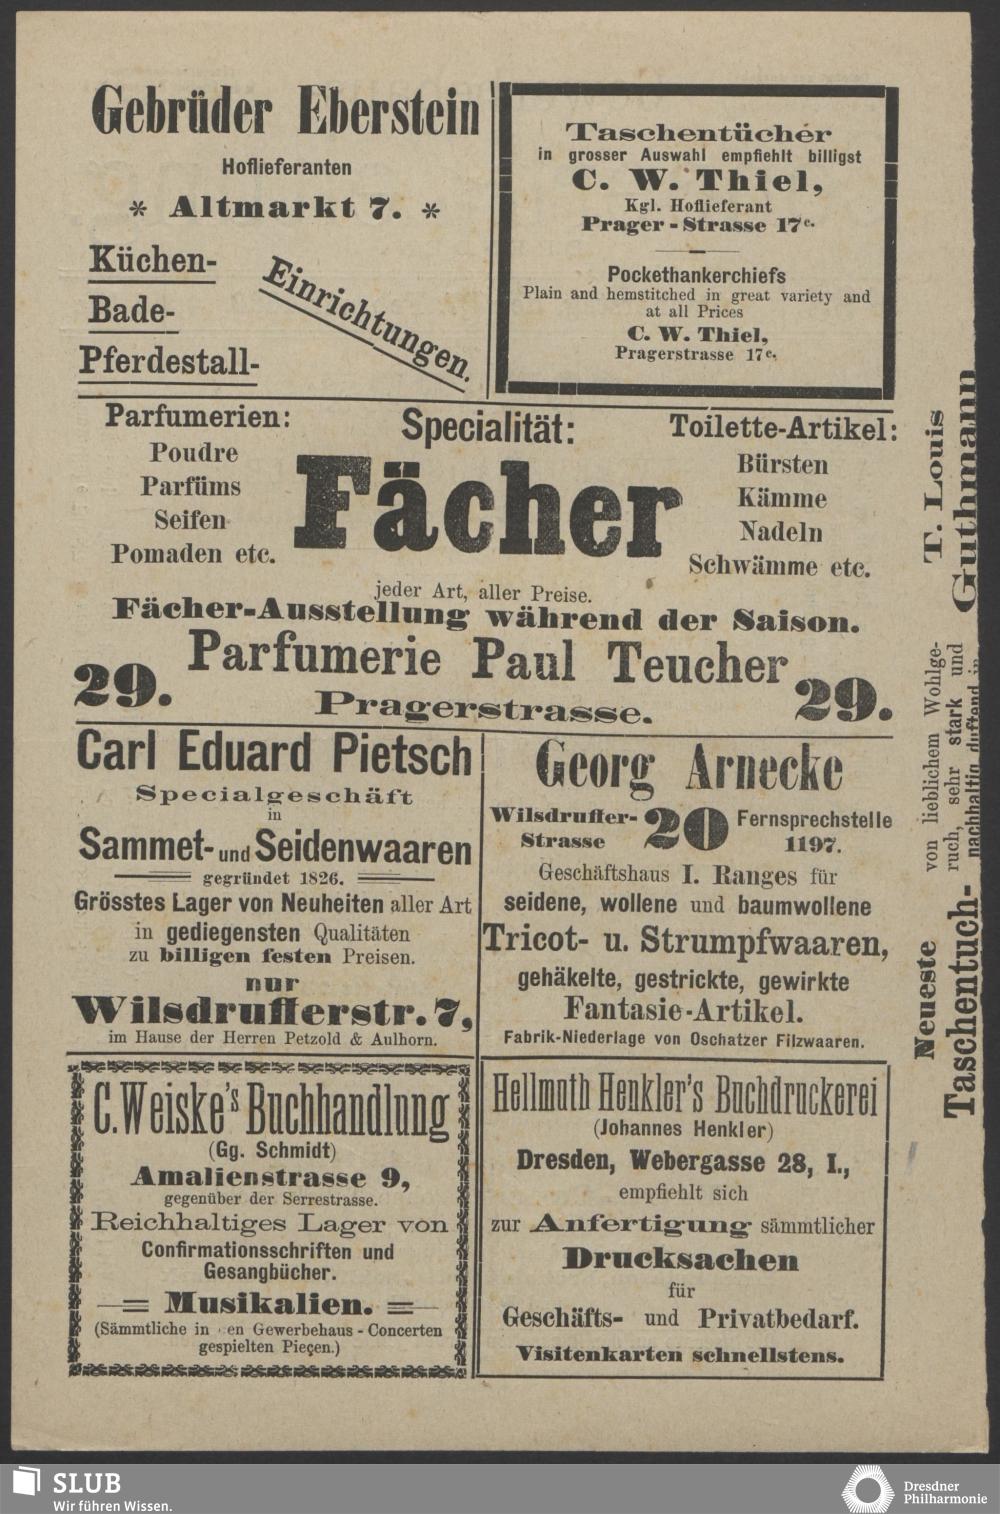 Gebrüder Eberstein
Hoflieferanten
* Altmarkt 7. *
Küchen-
Bade-
Pferdestall-
Einrichtungen.
Taschentücher
in grosser Auswahl empfiehlt billigst
C. W. Thiel,
Kgl. Hoflieferant
Prager-Strasse 17c.
Pockethankerchiefs
Plain and hemstitched in great variety and
at all Prices
C. W. Thiel,
Pragerstrasse 17c.
Parfumerien:
Poudre
Parfüms
Seifen
Pomaden etc.
Specialität:
Fächer
jeder Art, aller Preise.
Toilette-Artikel:
Bürsten
Kämme
Nadeln
Schwämme etc.
Fächer-Ausstellung während der Saison.
29. Parfumerie Paul Teucher 29.
Pragerstrasse.
Carl Eduard Pietsch
Specialgeschäft
in
Sammet- und Seidenwaaren
gegründet 1826.
Grösstes Lager von Neuheiten aller Art
in gediegensten Qualitäten
zu billigen festen Preisen.
nur
Wilsdrufferstr. 7,
im Hause der Herren Petzold & Aulhorn.
Georg Arnecke
Wilsdruffer-
Strasse
20
Fernsprechstelle
1197.
Geschäftshaus I. Ranges für
seidene, wollene und baumwollene
Tricot- u. Strumpfwaaren,
gehäkelte, gestrickte, gewirkte
Fantasie-Artikel.
Fabrik-Niederlage von Oschatzer Filzwaaren.
C. Weiske's Buchhandlung
(Gg. Schmidt)
Amalienstrasse 9,
gegenüber der Serrestrasse.
Reichhaltiges Lager von
Confirmationsschriften und
Gesangbücher.
Musikalien.
(Sämmtliche in en Gewerbehaus-Concerten
gespielten Pieçen.)
Hellmuth Henkler's Buchdruckerei
(Johannes Henkler)
Dresden, Webergasse 28, I.,
empfiehlt sich
zur Anfertigung sämmtlicher
Drucksachen
für
Geschäfts- und Privatbedarf.
Visitenkarten schnellstens.
Neueste
Taschentuch-
von lieblichem Wohlge-
ruch, sehr stark und
nachhaltig duftend in
T. Louis
Guthmann
SLUB
Wir führen Wissen.
Dresdner
Philharmonie